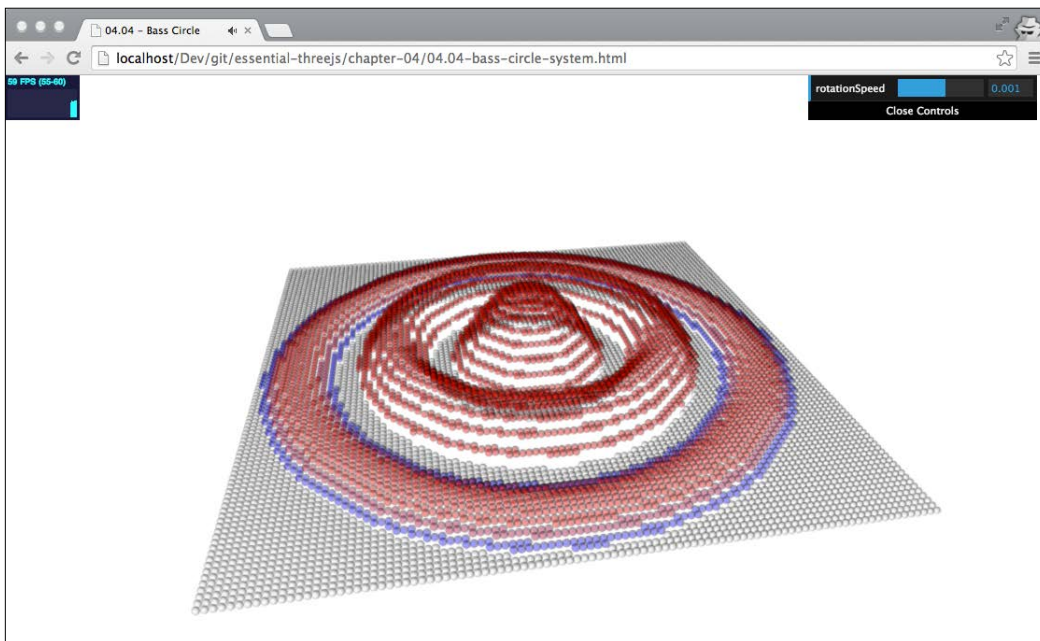 04.04 - Bass Circle
localhost/Dev/git/essential-threejs/chapter-04/04.04-bass-circle-system.html
59 FPS (55-60)
rotationSpeed 0.001
Close Controls